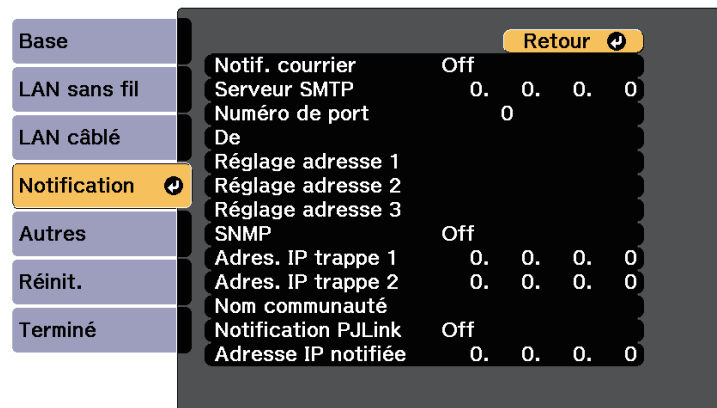 Base
LAN sans fil
LAN câblé
Notification
Autres
Réinit.
Terminé
Retour
Notif. courrier Off
Serveur SMTP 0. 0. 0. 0
Numéro de port 0
De
Réglage adresse 1
Réglage adresse 2
Réglage adresse 3
SNMP Off
Adres. IP trappe 1 0. 0. 0. 0
Adres. IP trappe 2 0. 0. 0. 0
Nom communauté
Notification PJLink Off
Adresse IP notifiée 0. 0. 0. 0